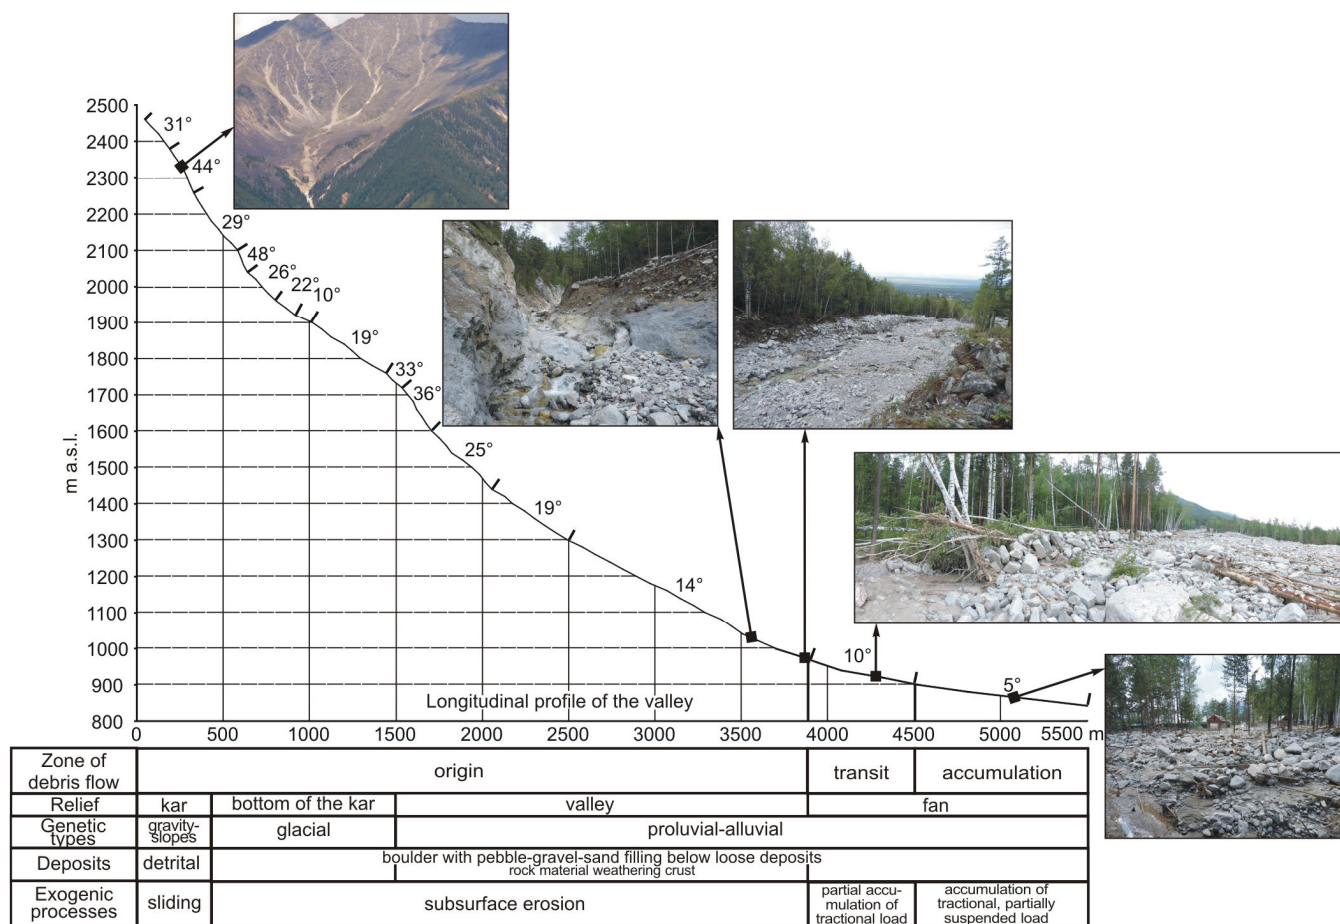 2500
2400
2300
2200
2100
2000
1900
1800
1700
1600
1500
1400
1300
1200
1100
1000
900
800
m a.s.l.
31°
44°
29°
48°
26°
22°
10°
19°
33°
36°
25°
19°
14°
10°
5°
Longitudinal profile of the valley
0 500 1000 1500 2000 2500 3000 3500 4000 4500 5000 5500 m
Zone of
debris flow
origin
transit
accumulation
Relief
kar
bottom of the kar
valley
fan
Genetic
types
gravity-
slopes
glacial
proluvial-alluvial
Deposits
detrital
boulder with pebble-gravel-sand filling below loose deposits
rock material weathering crust
Exogenic
processes
sliding
subsurface erosion
partial accu-
mulation of
tractional load
accumulation of
tractional, partially
suspended load